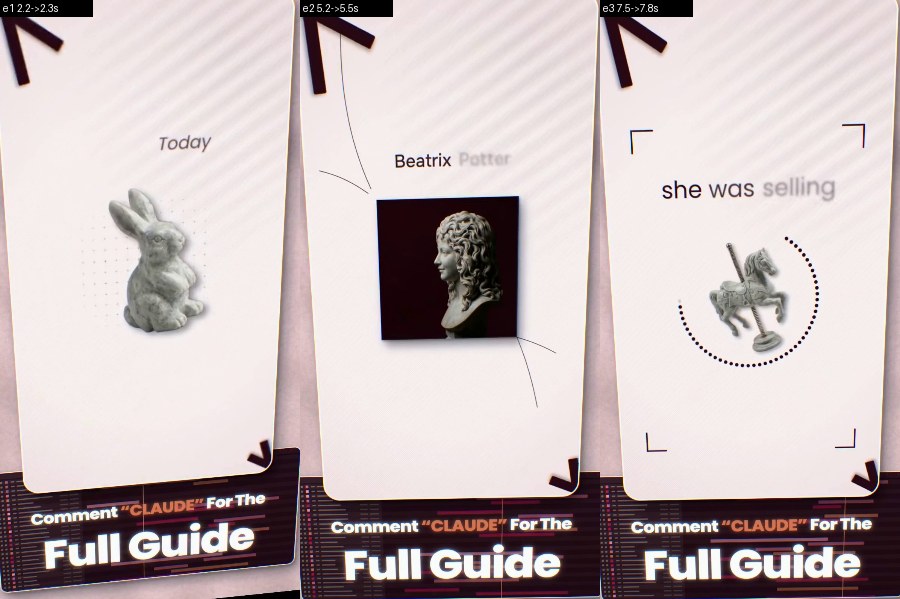 e1 2.2->2.3s
Today
Comment “CLAUDE” For The
Full Guide
e2 5.2->5.5s
Beatrix Potter
Comment “CLAUDE” For The
Full Guide
e3 7.5->7.8s
she was selling
Comment “CLAUDE” For The
Full Guide